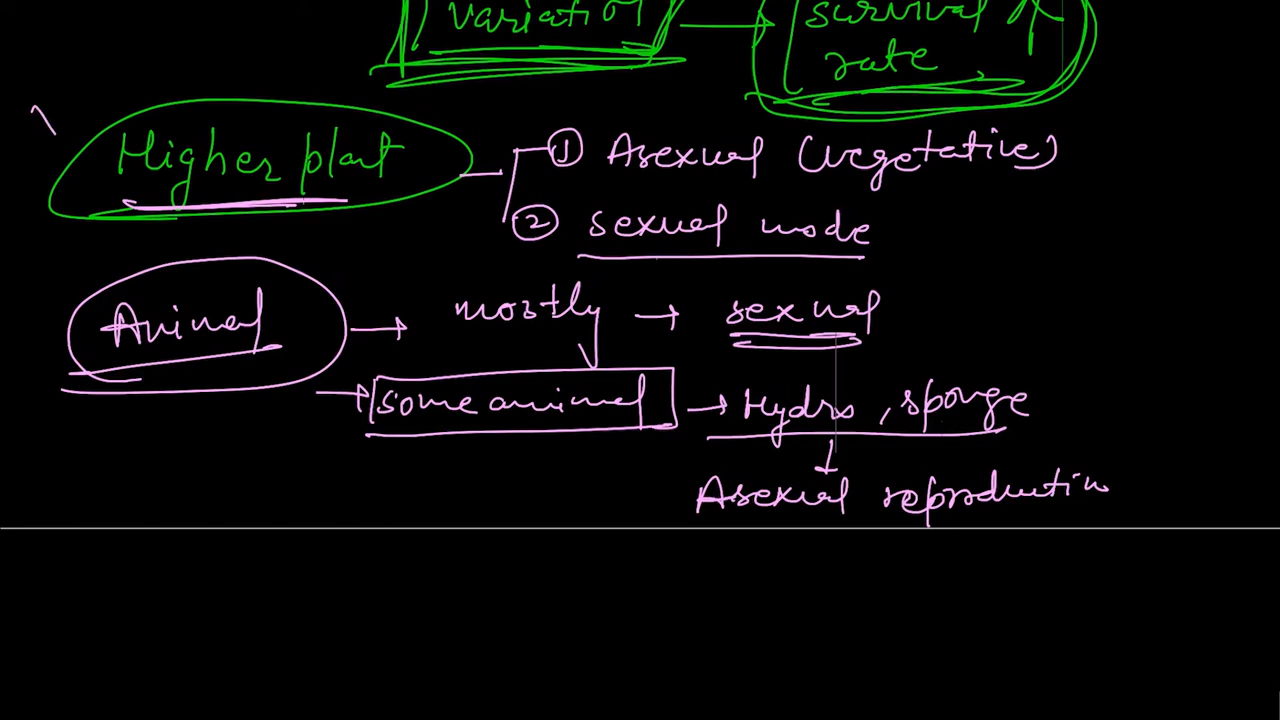 variation → survival ↑
rate
Higher plant ① Asexual (vegetative)
② sexual mode
Animal → mostly → sexual
→ some animal → Hydra, sponge
Asexual reproduction